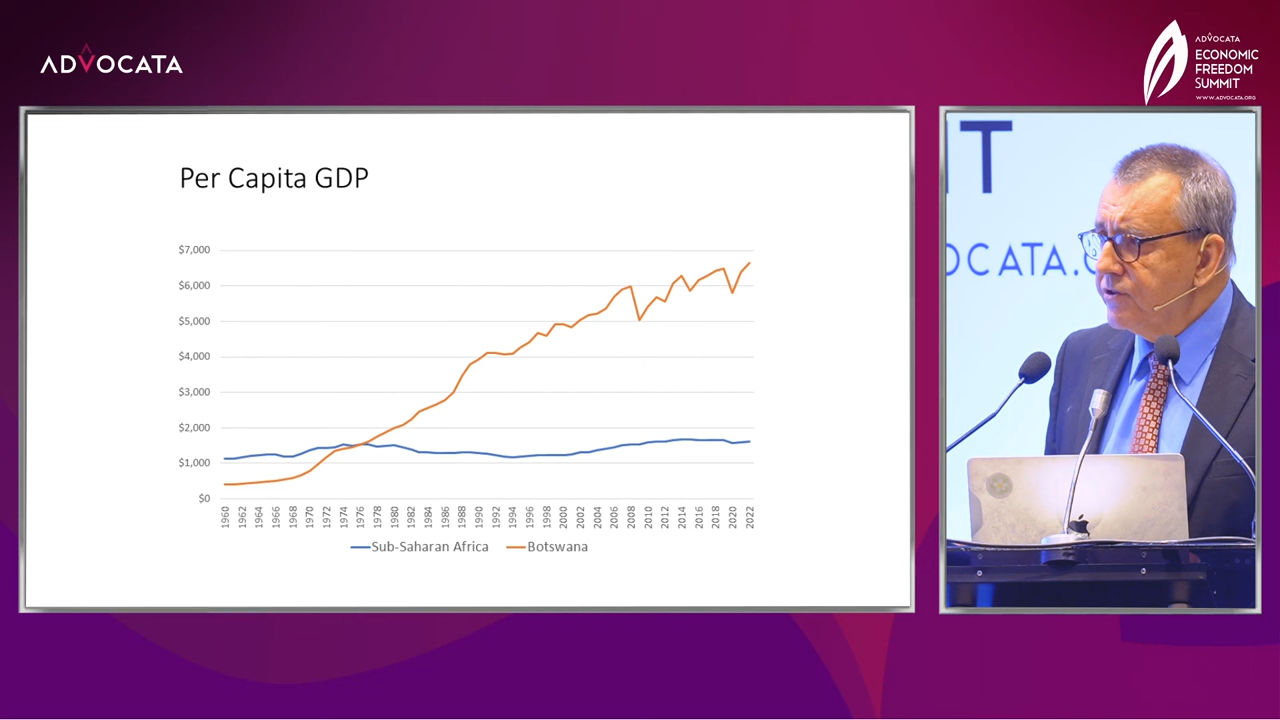 ADVOCATA
ADVOCATA
ECONOMIC
FREEDOM
SUMMIT
WWW.ADVOCATA.ORG
Per Capita GDP
$7,000
$6,000
$5,000
$4,000
$3,000
$2,000
$1,000
$0
1960 1962 1964 1966 1968 1970 1972 1974 1976 1978 1980 1982 1984 1986 1988 1990 1992 1994 1996 1998 2000 2002 2004 2006 2008 2010 2012 2014 2016 2018 2020 2022
Sub-Saharan Africa Botswana
IT
OCATA.O